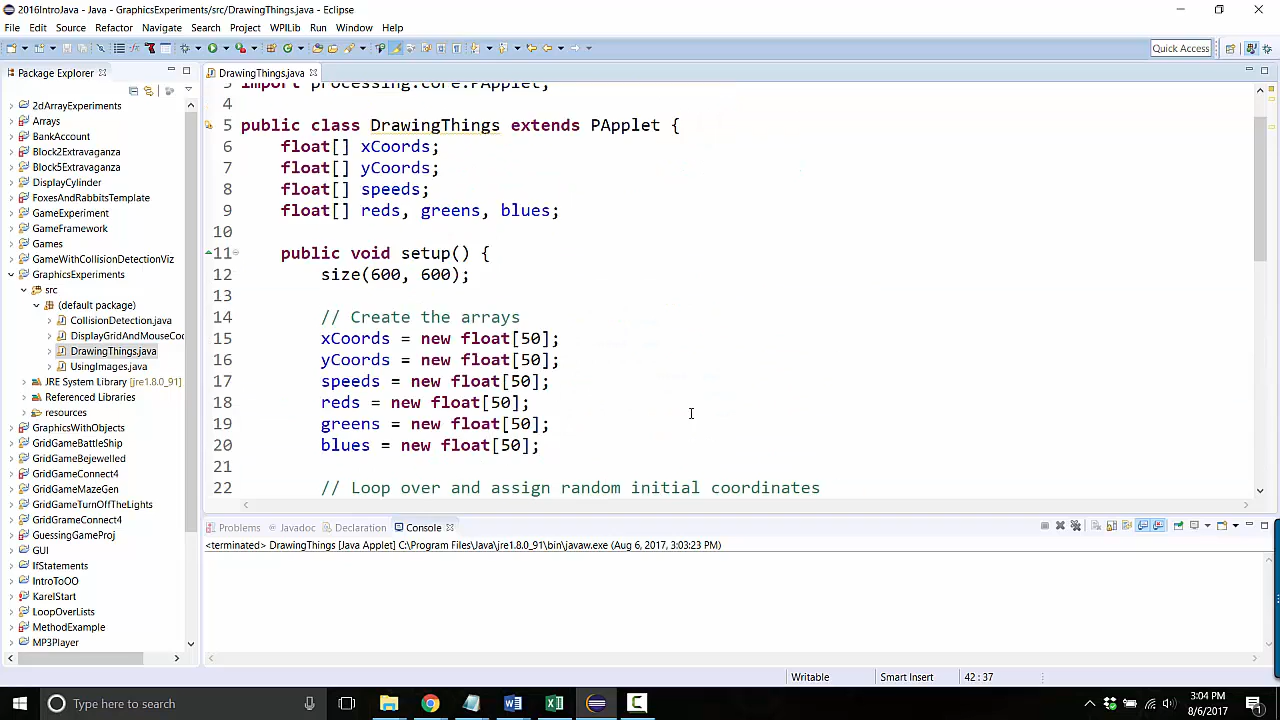 2016IntroJava - Java - GraphicsExperiments/src/DrawingThings.java - Eclipse
File Edit Source Refactor Navigate Search Project WPILib Run Window Help
Quick Access
Package Explorer
2dArrayExperiments
Arrays
BankAccount
Block2Extravaganza
Block5Extravaganza
DisplayCylinder
FoxesAndRabbitsTemplate
GameExperiment
GameFramework
Games
GameWithCollisionDetectionViz
GraphicsExperiments
src
(default package)
CollisionDetection.java
DisplayGridAndMouseCo
DrawingThings.java
UsingImages.java
JRE System Library [jre1.8.0_91]
Referenced Libraries
resources
GraphicsWithObjects
GridGameBattleShip
GridGameBejewelled
GridGameConnect4
GridGameMazeGen
GridGameTurnOffTheLights
GridGrameConnect4
GuessingGameProj
GUI
IfStatements
IntroToOO
KarelStart
LoopOverLists
MethodExample
MP3Player
DrawingThings.java
3 import processing.core.PApplet;
4
5 public class DrawingThings extends PApplet {
6 float[] xCoords;
7 float[] yCoords;
8 float[] speeds;
9 float[] reds, greens, blues;
10
11 public void setup() {
12 size(600, 600);
13
14 // Create the arrays
15 xCoords = new float[50];
16 yCoords = new float[50];
17 speeds = new float[50];
18 reds = new float[50];
19 greens = new float[50];
20 blues = new float[50];
21
22 // Loop over and assign random initial coordinates
Problems Javadoc Declaration Console
<terminated> DrawingThings [Java Applet] C:\Program Files\Java\jre1.8.0_91\bin\javaw.exe (Aug 6, 2017, 3:03:23 PM)
Writable Smart Insert 42 : 37
Type here to search
3:04 PM
8/6/2017